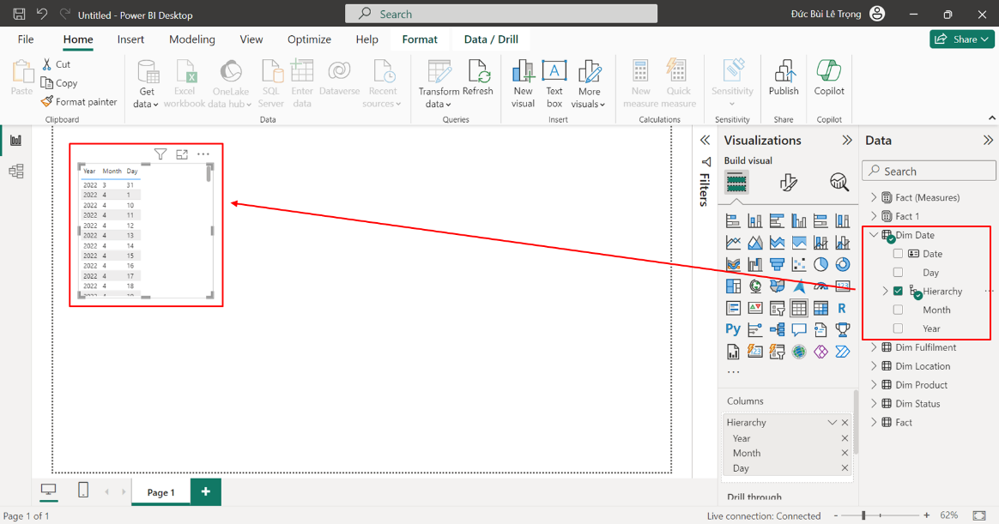 Untitled - Power BI Desktop
Search
Đức Bùi Lê Trọng
File Home Insert Modeling View Optimize Help Format Data / Drill
Share
Paste
Cut
Copy
Format painter
Clipboard
Get data
Excel workbook
OneLake data hub
SQL Server
Enter data
Dataverse
Recent sources
Data
Transform data
Refresh
Queries
New visual
Text box
More visuals
Insert
New measure
Quick measure
Calculations
Sensitivity
Sensitivity
Publish
Share
Copilot
Copilot
Year Month Day
2022 3 31
2022 4 1
2022 4 10
2022 4 11
2022 4 12
2022 4 13
2022 4 14
2022 4 15
2022 4 16
2022 4 17
2022 4 18
2022 4 19
Filters
Visualizations
Build visual
123
R
Py
123
...
Columns
Hierarchy
Year
Month
Day
Drill through
Data
Search
Fact (Measures)
Fact 1
Dim Date
Date
Day
Hierarchy
Month
Year
Dim Fulfilment
Dim Location
Dim Product
Dim Status
Fact
Page 1
Page 1 of 1
Live connection: Connected
- + 62%